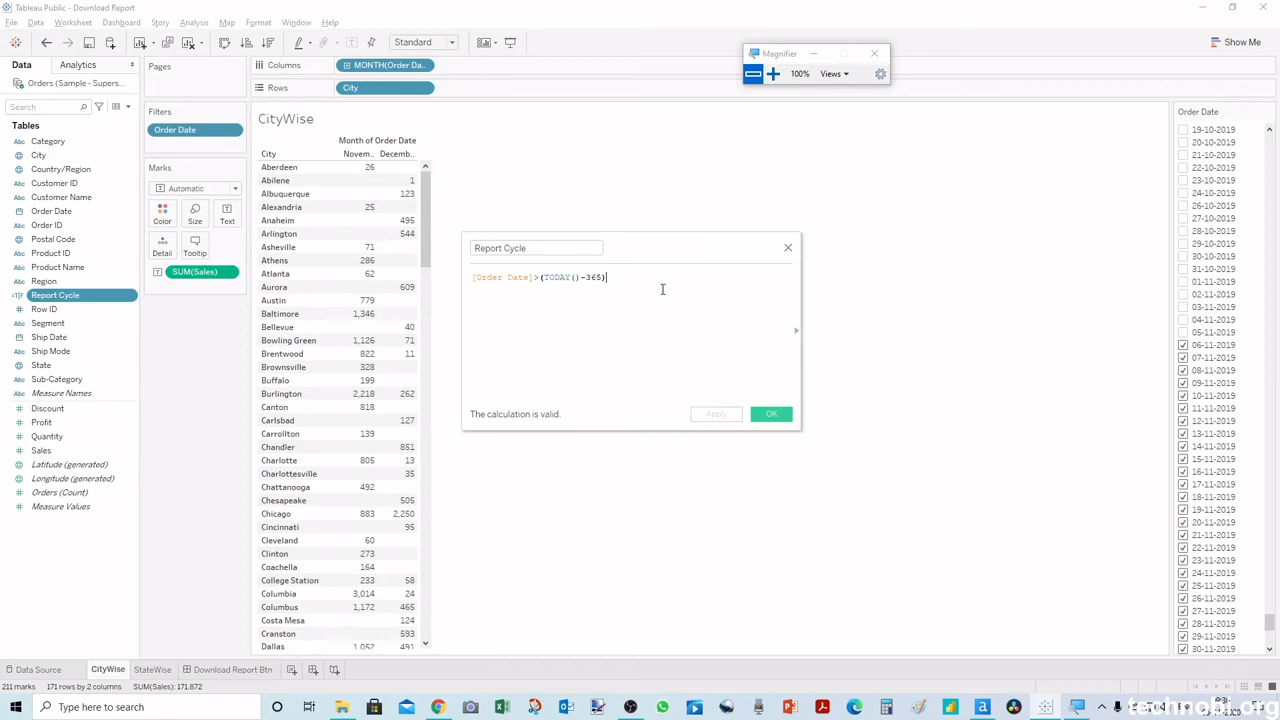 Tableau Public - Download Report
File Data Worksheet Dashboard Story Analysis Map Format Window Help
Standard
Show Me
Magnifier
100% Views
Data Analytics
Orders (Sample - Supers...
Search
Tables
Abc Category
City
Country/Region
Abc Customer ID
Abc Customer Name
Order Date
Abc Order ID
Postal Code
Abc Product ID
Abc Product Name
Abc Region
=T|F Report Cycle
# Row ID
Abc Segment
Ship Date
Abc Ship Mode
State
Abc Sub-Category
Abc Measure Names
# Discount
# Profit
# Quantity
# Sales
Latitude (generated)
Longitude (generated)
# Orders (Count)
# Measure Values
Pages
Filters
Order Date
Marks
Automatic
Color Size Text
Detail Tooltip
SUM(Sales)
Columns MONTH(Order Da..
Rows City
CityWise
Month of Order Date
City Novem.. Decemb..
Aberdeen 26
Abilene 1
Albuquerque 123
Alexandria 25
Anaheim 495
Arlington 544
Asheville 71
Athens 286
Atlanta 62
Aurora 609
Austin 779
Baltimore 1,346
Bellevue 40
Bowling Green 1,126 71
Brentwood 822 11
Brownsville 328
Buffalo 199
Burlington 2,218 262
Canton 818
Carlsbad 127
Carrollton 139
Chandler 851
Charlotte 805 13
Charlottesville 35
Chattanooga 492
Chesapeake 505
Chicago 883 2,250
Cincinnati 95
Cleveland 60
Clinton 273
Coachella 164
College Station 233 58
Columbia 3,014 24
Columbus 1,172 465
Costa Mesa 124
Cranston 593
Dallas 1,052 491
Report Cycle
[Order Date]>(TODAY()-365)
The calculation is valid.
Apply OK
Order Date
19-10-2019
20-10-2019
21-10-2019
22-10-2019
23-10-2019
24-10-2019
26-10-2019
27-10-2019
28-10-2019
29-10-2019
30-10-2019
31-10-2019
01-11-2019
02-11-2019
03-11-2019
04-11-2019
05-11-2019
06-11-2019
07-11-2019
08-11-2019
09-11-2019
10-11-2019
11-11-2019
12-11-2019
13-11-2019
14-11-2019
15-11-2019
16-11-2019
17-11-2019
18-11-2019
19-11-2019
20-11-2019
21-11-2019
22-11-2019
23-11-2019
24-11-2019
25-11-2019
26-11-2019
27-11-2019
28-11-2019
29-11-2019
30-11-2019
Data Source CityWise StateWise Download Report Btn
211 marks 171 rows by 2 columns SUM(Sales): 171,872
Type here to search
technoki.org